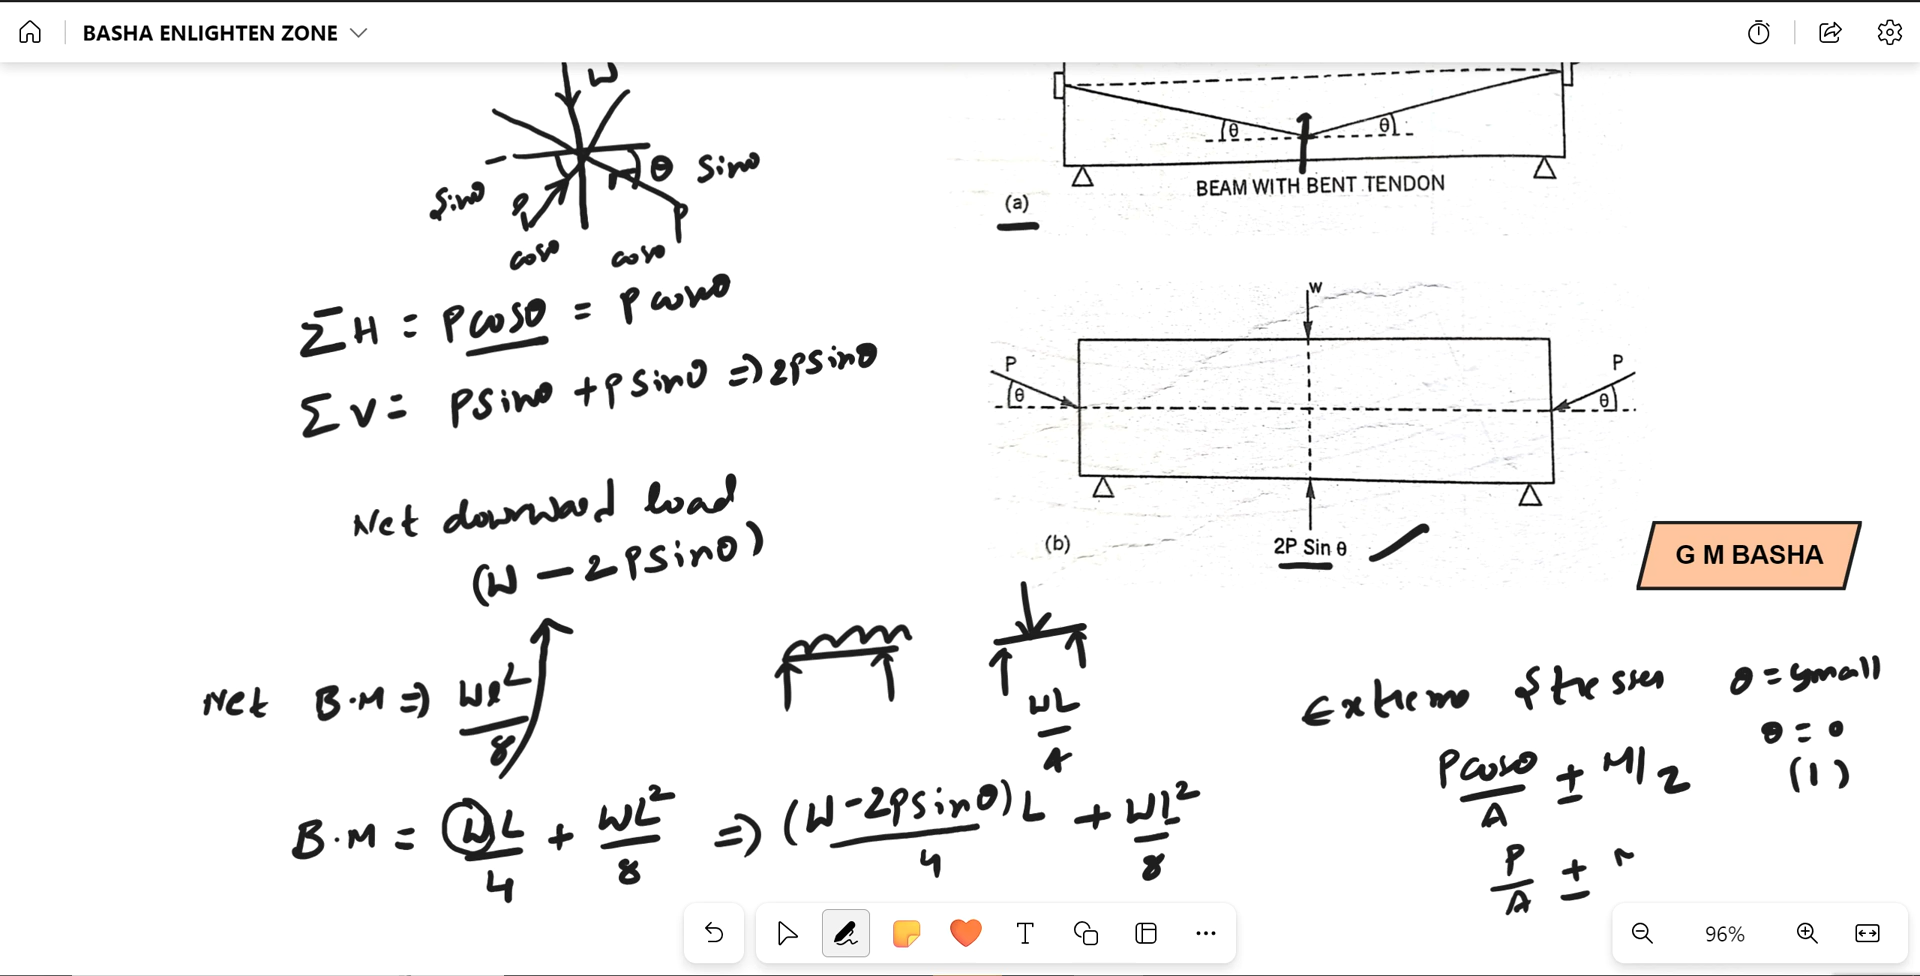 BASHA ENLIGHTEN ZONE
W
θ
Sinθ
Sinθ
P
P
cosθ
cosθ
ΣH = Pcosθ = Pcosθ
ΣV = Psinθ + Psinθ => 2Psinθ
Net downward load
(W - 2Psinθ)
Net B.M => wl²/8
B.M = WL/4 + WL²/8 => (W-2Psinθ)L/4 + Wl²/8
θ
θ
BEAM WITH BENT TENDON
(a)
W
P
P
θ
θ
(b)
2P Sin θ
G M BASHA
WL
Extreme stresses
θ = small
θ = 0
(1)
Pcosθ/A ± M/Z
P/A ±
96%